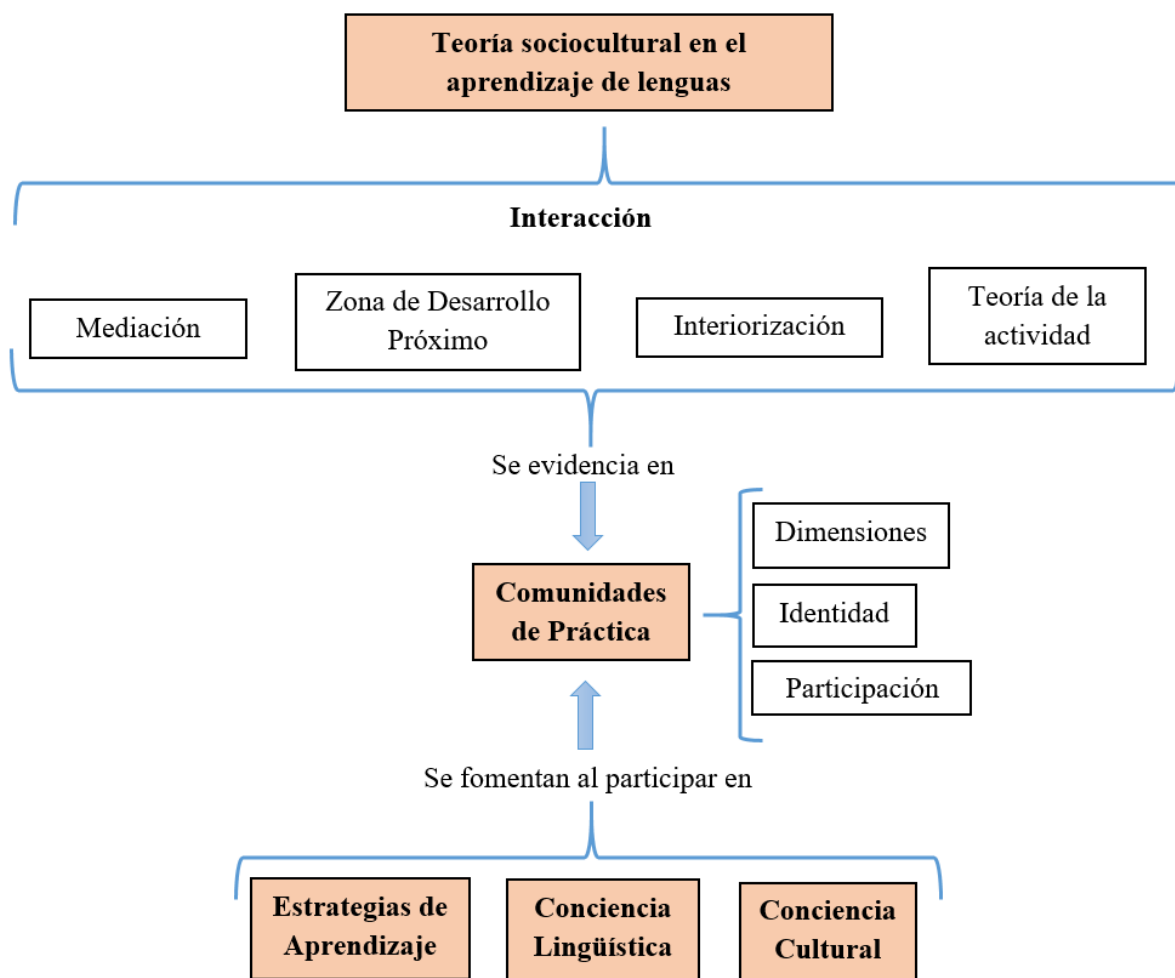 Teoría sociocultural en el
aprendizaje de lenguas
Interacción
Mediación
Zona de Desarrollo
Próximo
Interiorización
Teoría de la
actividad
Se evidencia en
Comunidades
de Práctica
Dimensiones
Identidad
Participación
Se fomentan al participar en
Estrategias de
Aprendizaje
Conciencia
Lingüística
Conciencia
Cultural